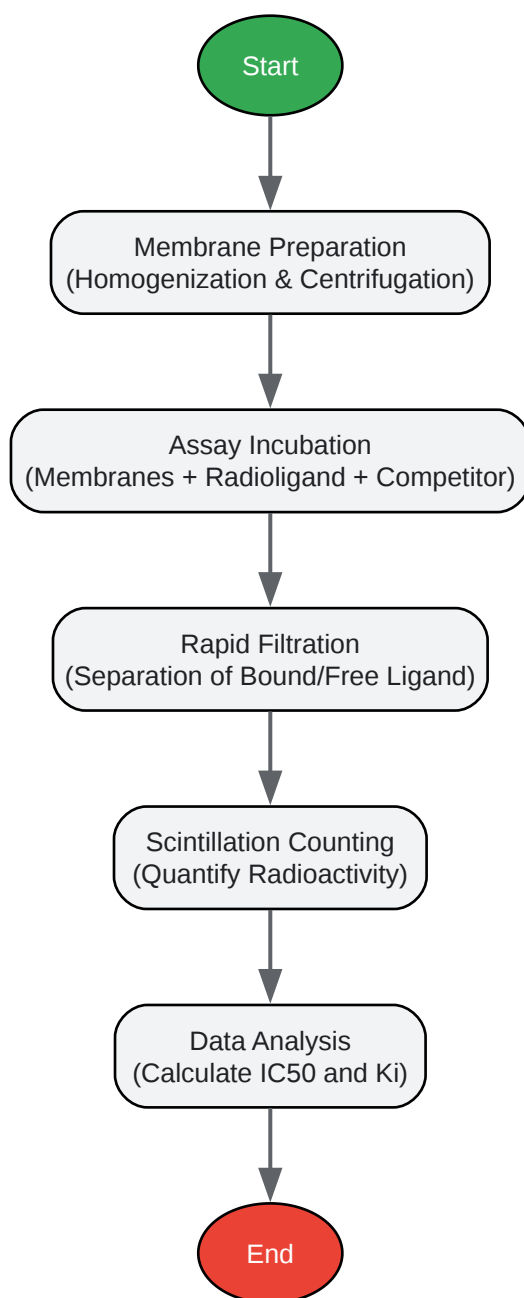 Start
Membrane Preparation
(Homogenization & Centrifugation)
Assay Incubation
(Membranes + Radioligand + Competitor)
Rapid Filtration
(Separation of Bound/Free Ligand)
Scintillation Counting
(Quantify Radioactivity)
Data Analysis
(Calculate IC50 and Ki)
End